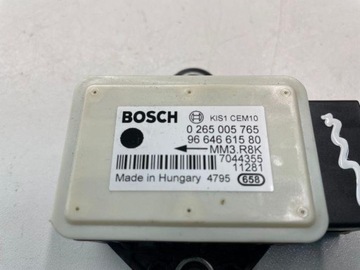 BOSCH KIS1 CEM10
0 265 005 765
96 646 615 80
MM3.R8K
7044355
11281
Made in Hungary 4795 658